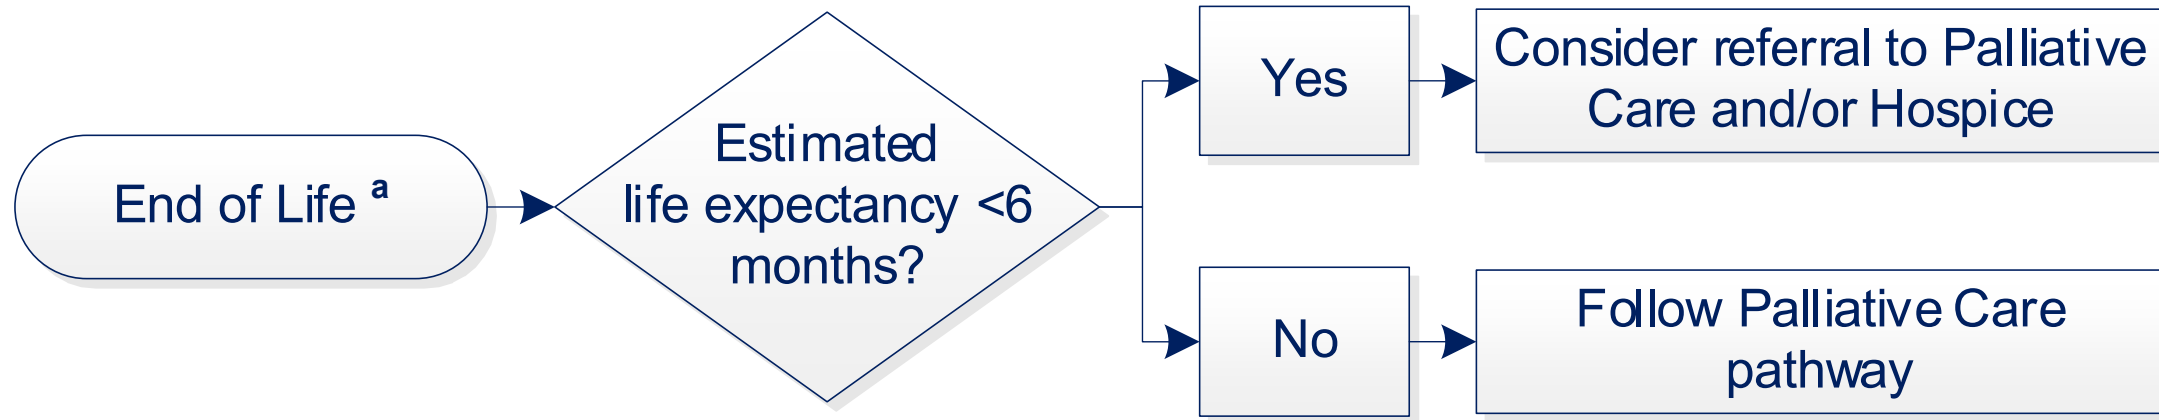 End of Life a
Estimated
life expectancy <6
months?
Yes
Consider referral to Palliative
Care and/or Hospice
No
Follow Palliative Care
pathway